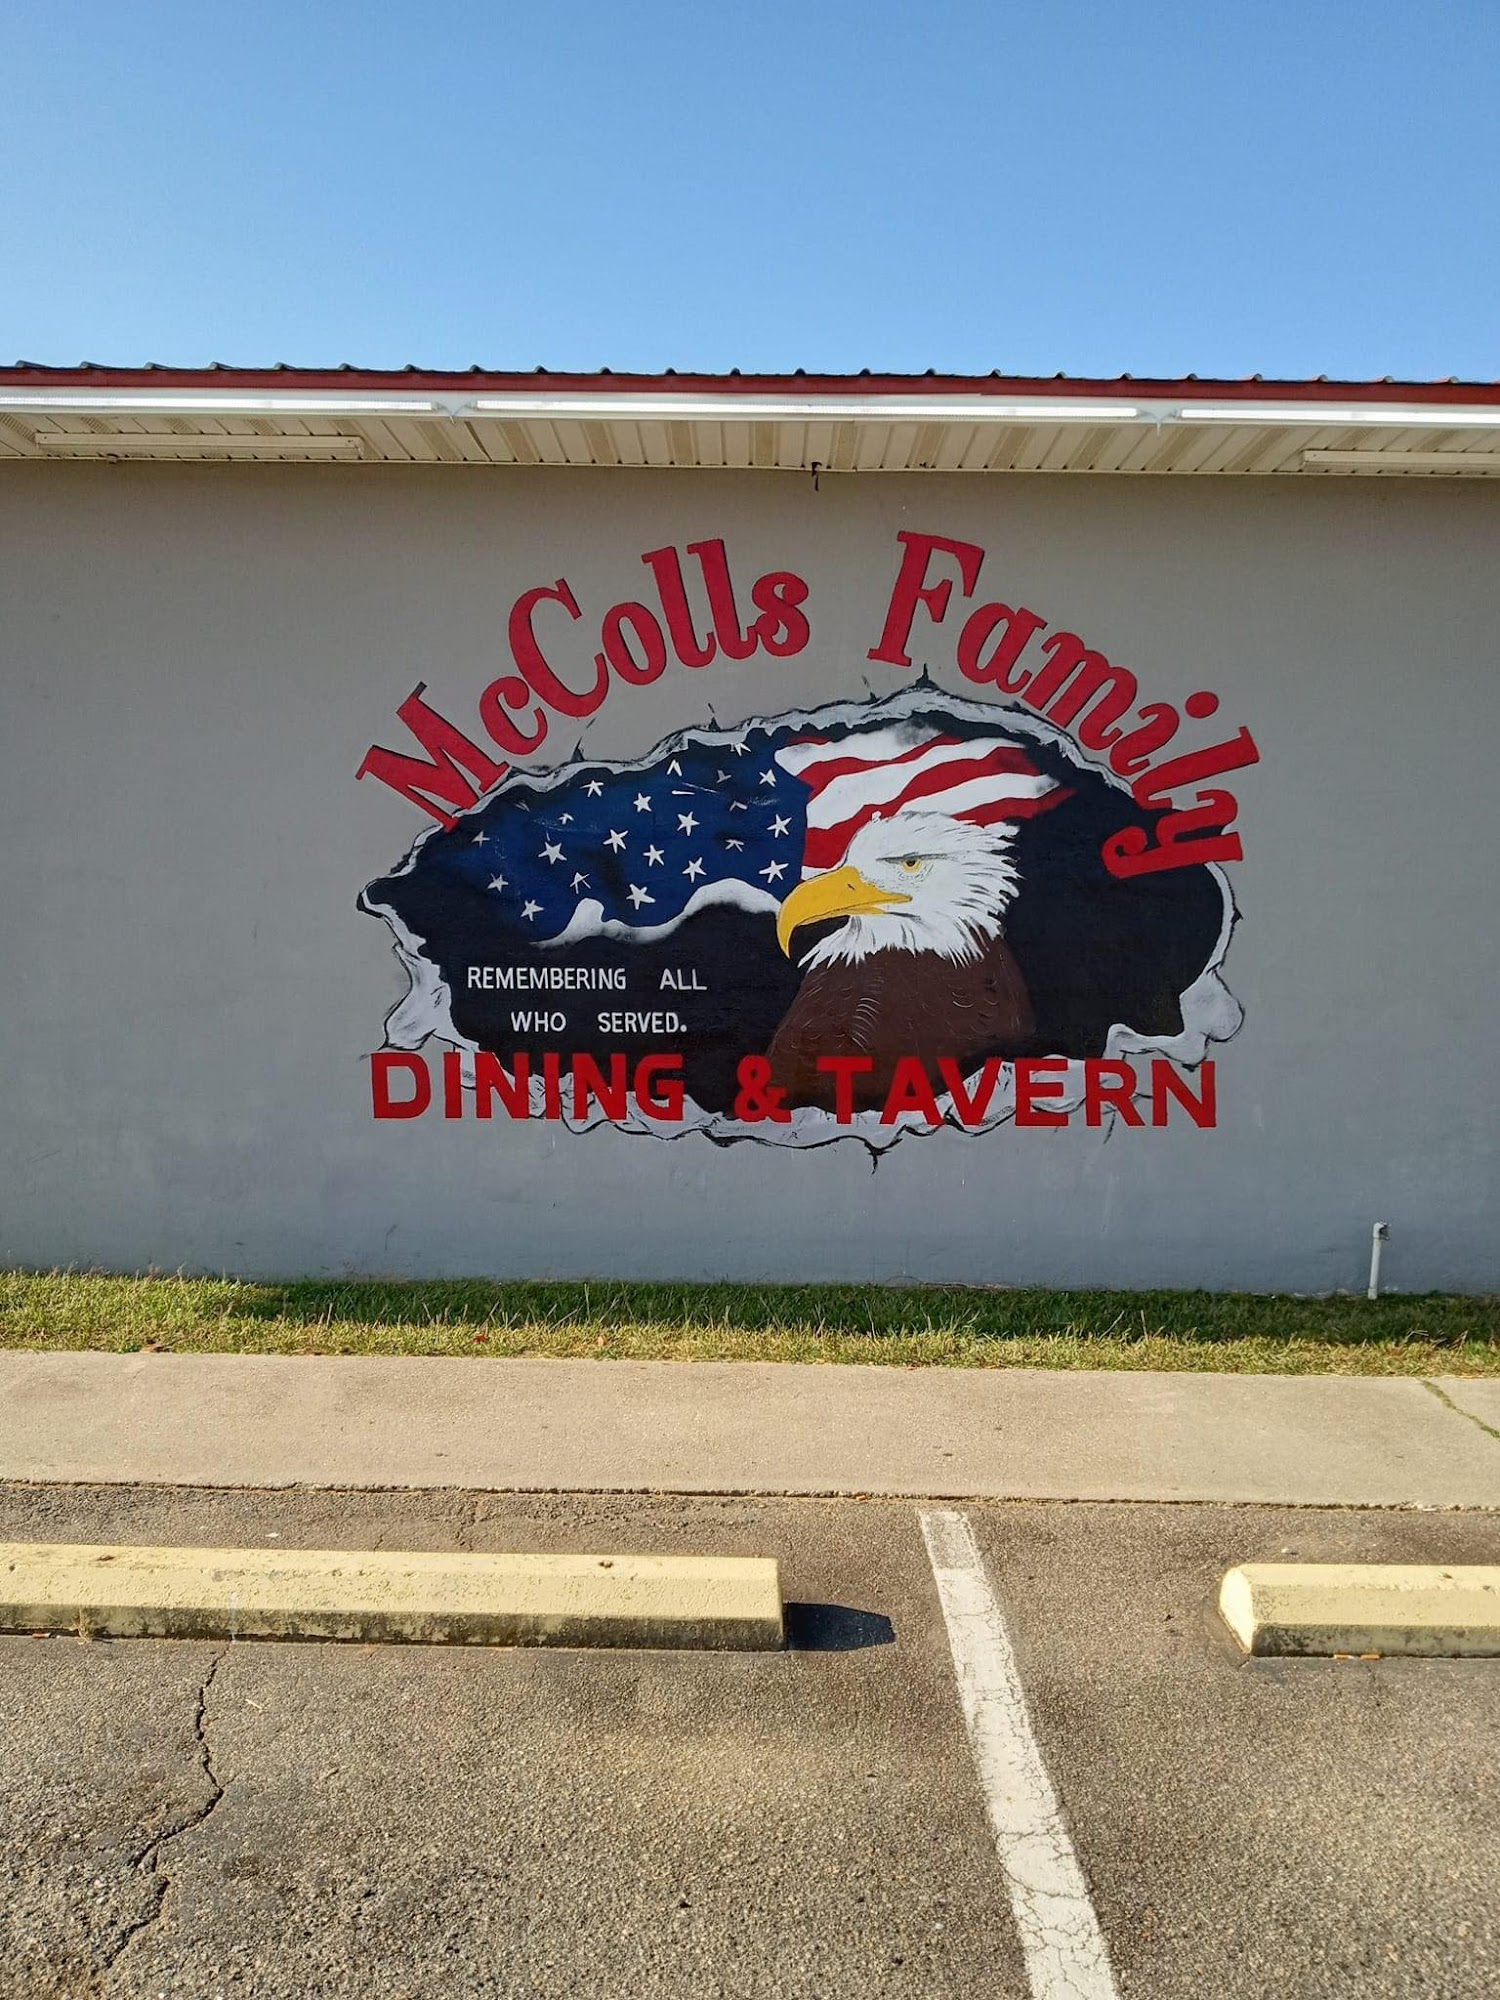 McColls Family
REMEMBERING ALL
WHO SERVED.
DINING & TAVERN